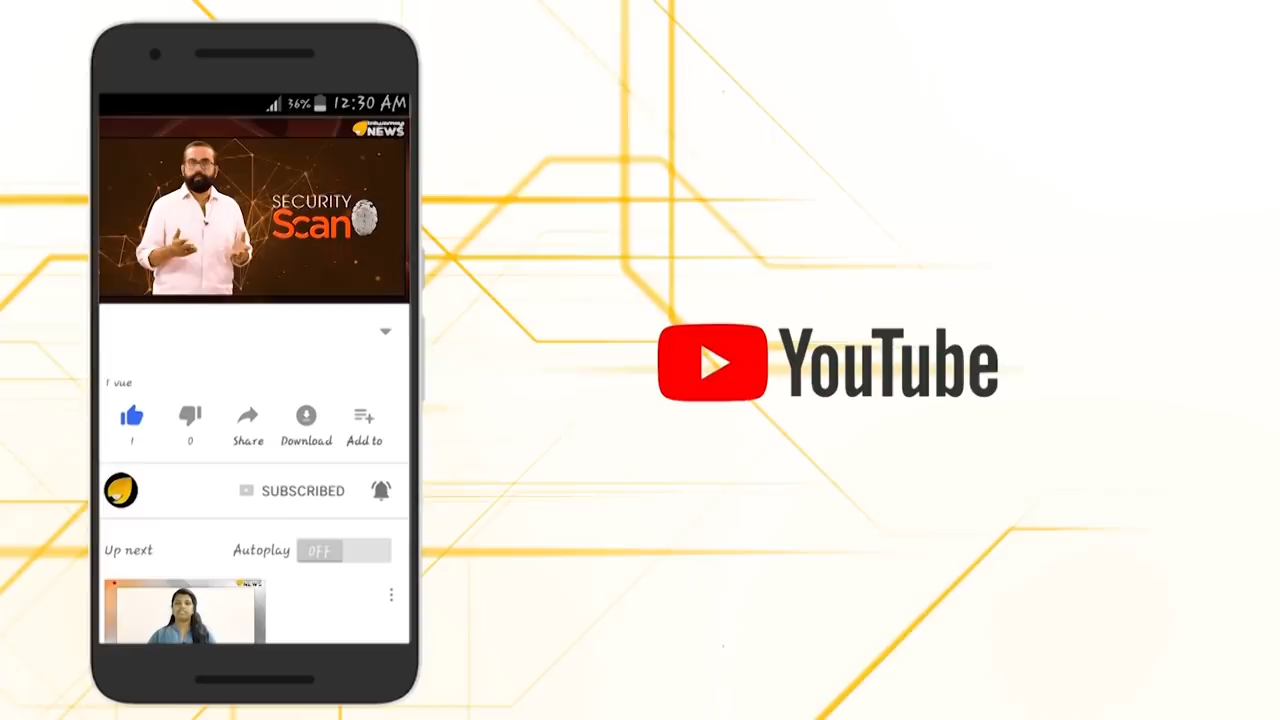 36% 12:30 AM
NEWS
SECURITY
Scan
1 vue
1
0
Share
Download
Add to
SUBSCRIBED
Up next
Autoplay
OFF
NEWS
YouTube